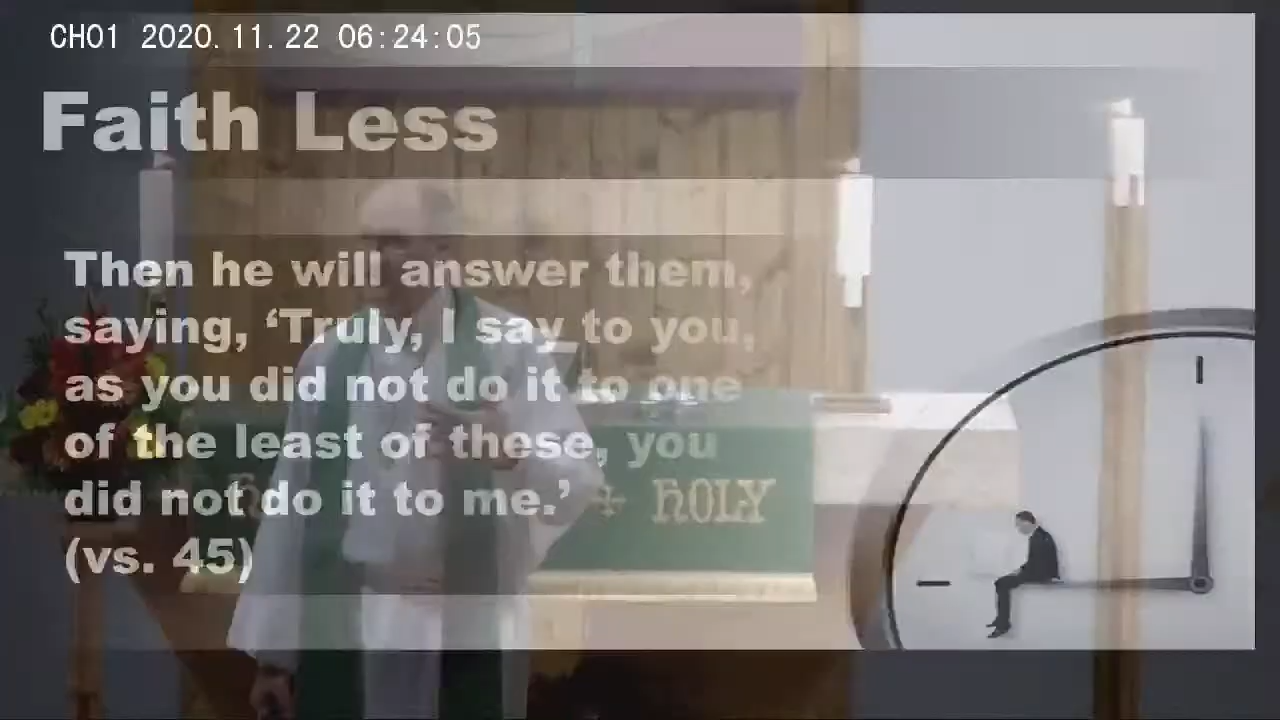 CH01 2020.11.22 06:24:05
Faith Less
Then he will answer them,
saying, ‘Truly, I say to you,
as you did not do it to one
of the least of these, you
did not do it to me.’
(vs. 45)
HOLY